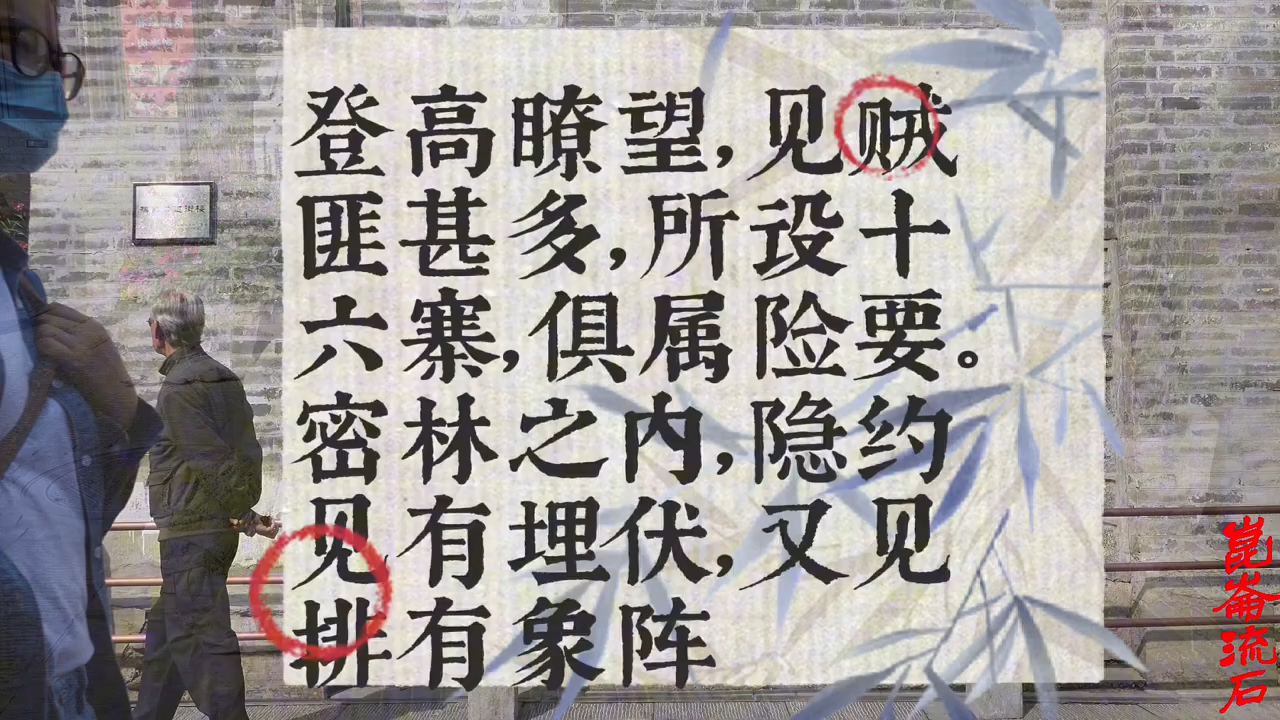 登高瞭望,见贼
匪甚多,所设十
六寨,俱属险要。
密林之内,隐约
见有埋伏,又见
排有象阵
崑崙流石